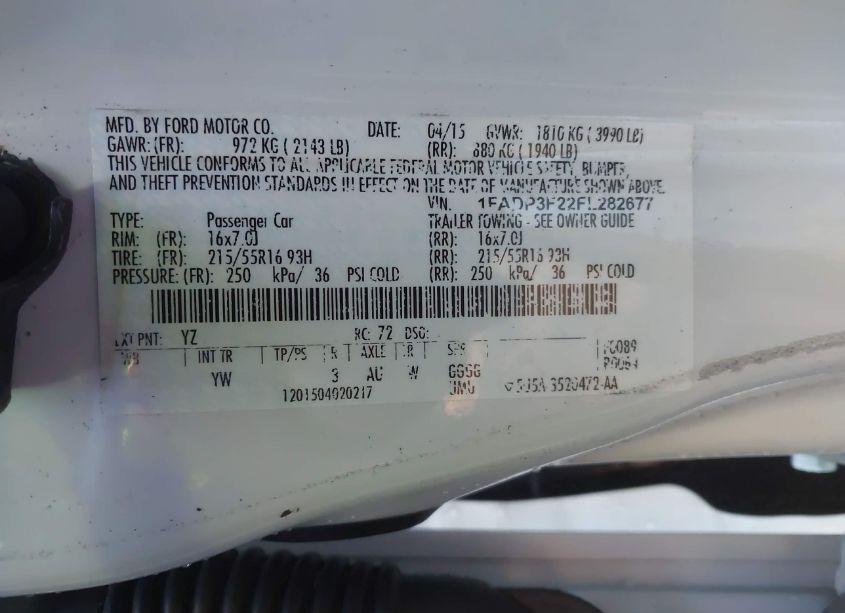 MFD. BY FORD MOTOR CO. DATE: 04/15 GVWR: 1810 KG ( 3990 LB)
GAWR: (FR): 972 KG ( 2143 LB) (RR): 880 KG ( 1940 LB)
THIS VEHICLE CONFORMS TO ALL APPLICABLE FEDERAL MOTOR VEHICLE SAFETY, BUMPER,
AND THEFT PREVENTION STANDARDS IN EFFECT ON THE DATE OF MANUFACTURE SHOWN ABOVE.
VIN: 1FADP3F22FL282677
TYPE: Passenger Car TRAILER TOWING - SEE OWNER GUIDE
RIM: (FR): 16x7.0J (RR): 16x7.0J
TIRE: (FR): 215/55R16 93H (RR): 215/55R16 93H
PRESSURE: (FR): 250 kPa/ 36 PSI COLD (RR): 250 kPa/ 36 PSI COLD
EXT PNT: YZ RC: 72 DSO:
WB INT TR TP/PS R AXLE TR SPR
YW 3 AU W GGGG
1201504020217